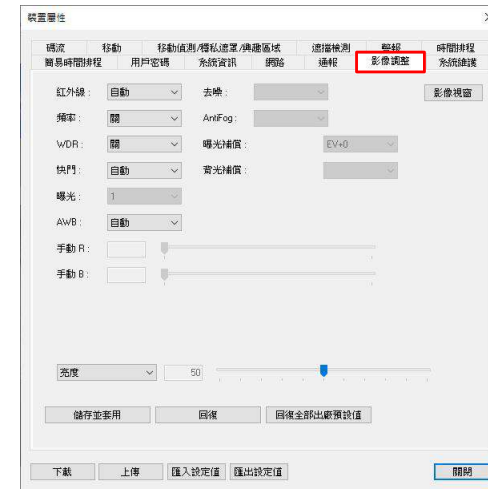 裝置屬性
碼流 移動 移動偵測/穩私遮罩/興趣區域 遮擋檢測 警報 時間排程
簡易時間排程 用戶密碼 系統資訊 網路 通報 影像調整 系統維護
紅外線: 自動 去噪: 影像視窗
頻率: 關 AntiFog:
WDR: 關 曝光補償: EV+0
快門: 自動 背光補償:
曝光: 1
AWB: 自動
手動 R:
手動 B:
亮度 50
儲存並套用 回復 回復全部出廠預設值
下載 上傳 匯入設定值 匯出設定值 關閉